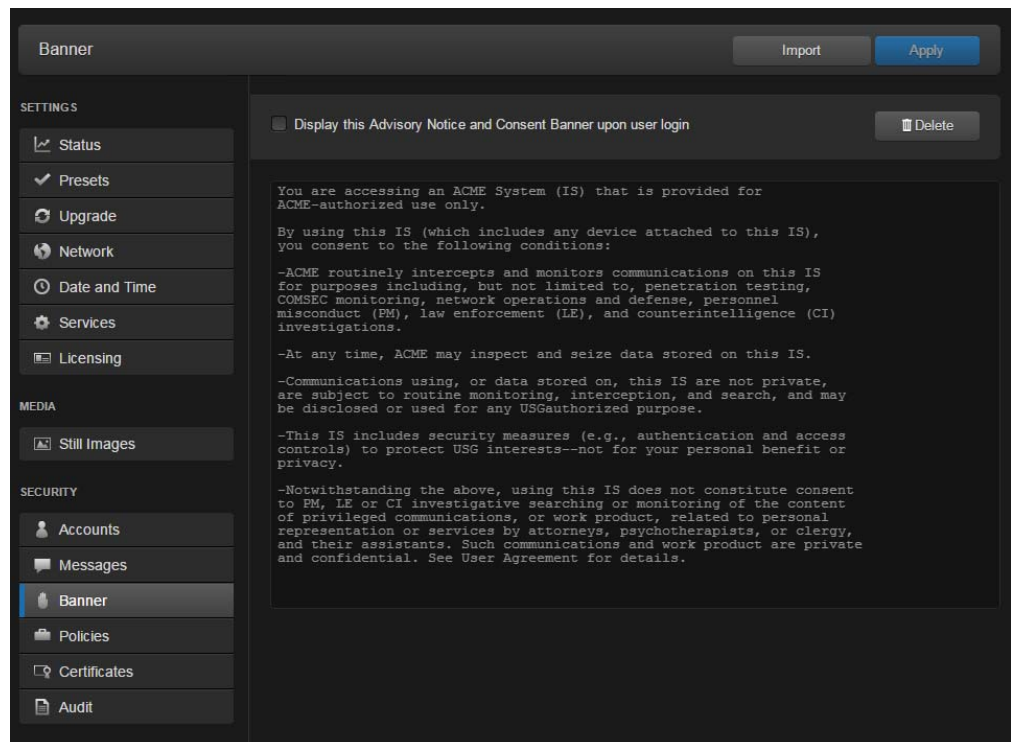 Banner
Import
Apply
SETTINGS
Status
Presets
Upgrade
Network
Date and Time
Services
Licensing
MEDIA
Still Images
SECURITY
Accounts
Messages
Banner
Policies
Certificates
Audit
Display this Advisory Notice and Consent Banner upon user login
Delete
You are accessing an ACME System (IS) that is provided for
ACME-authorized use only.
By using this IS (which includes any device attached to this IS),
you consent to the following conditions:
-ACME routinely intercepts and monitors communications on this IS
for purposes including, but not limited to, penetration testing,
COMSEC monitoring, network operations and defense, personnel
misconduct (PM), law enforcement (LE), and counterintelligence (CI)
investigations.
-At any time, ACME may inspect and seize data stored on this IS.
-Communications using, or data stored on, this IS are not private,
are subject to routine monitoring, interception, and search, and may
be disclosed or used for any USGauthorized purpose.
-This IS includes security measures (e.g., authentication and access
controls) to protect USG interests--not for your personal benefit or
privacy.
-Notwithstanding the above, using this IS does not constitute consent
to PM, LE or CI investigative searching or monitoring of the content
of privileged communications, or work product, related to personal
representation or services by attorneys, psychotherapists, or clergy,
and their assistants. Such communications and work product are private
and confidential. See User Agreement for details.